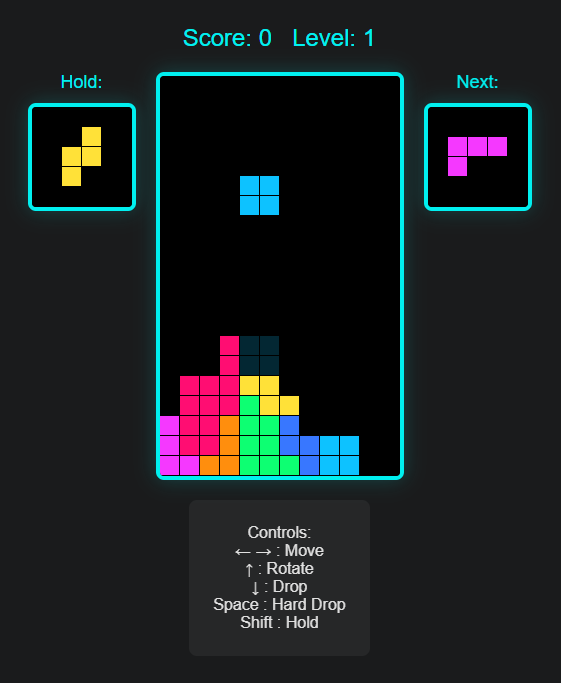 Score: 0 Level: 1
Hold:
Next:
Controls:
←→ : Move
↑ : Rotate
↓ : Drop
Space : Hard Drop
Shift : Hold